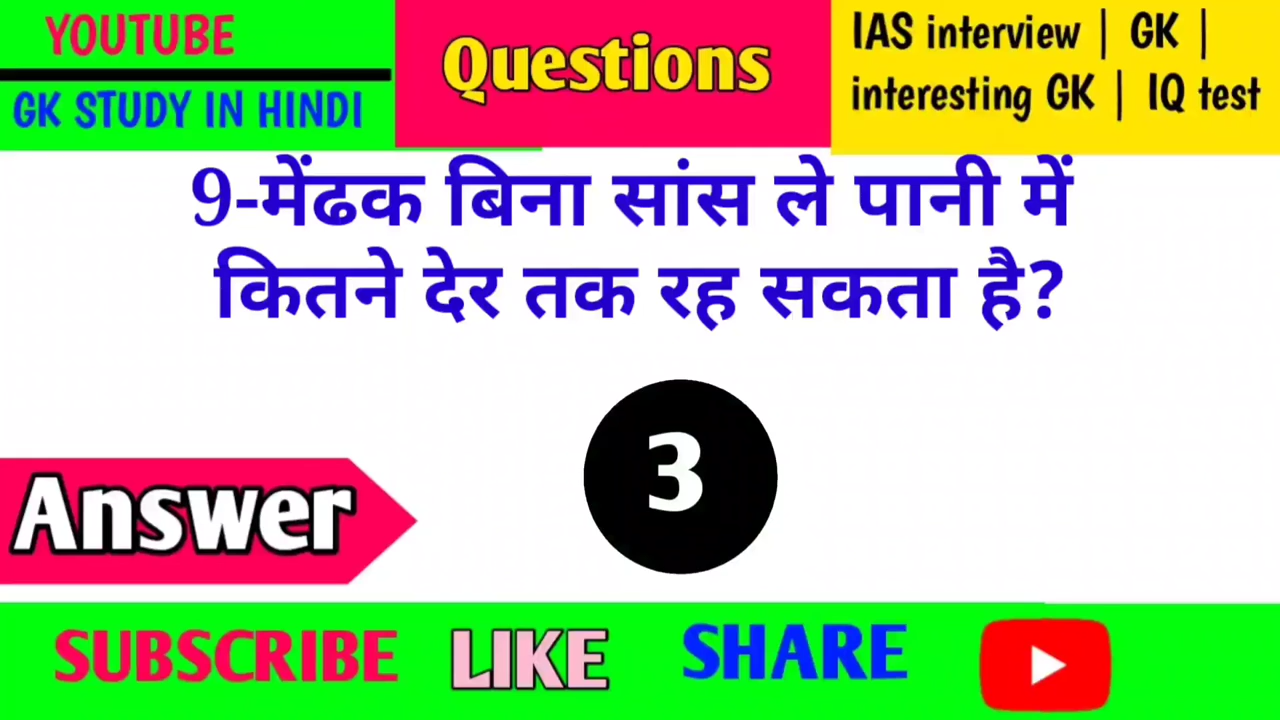 YOUTUBE
GK STUDY IN HINDI
Questions
IAS interview | GK |
interesting GK | IQ test
9-मेंढक बिना सांस ले पानी में
कितने देर तक रह सकता है?
3
Answer
SUBSCRIBE LIKE SHARE